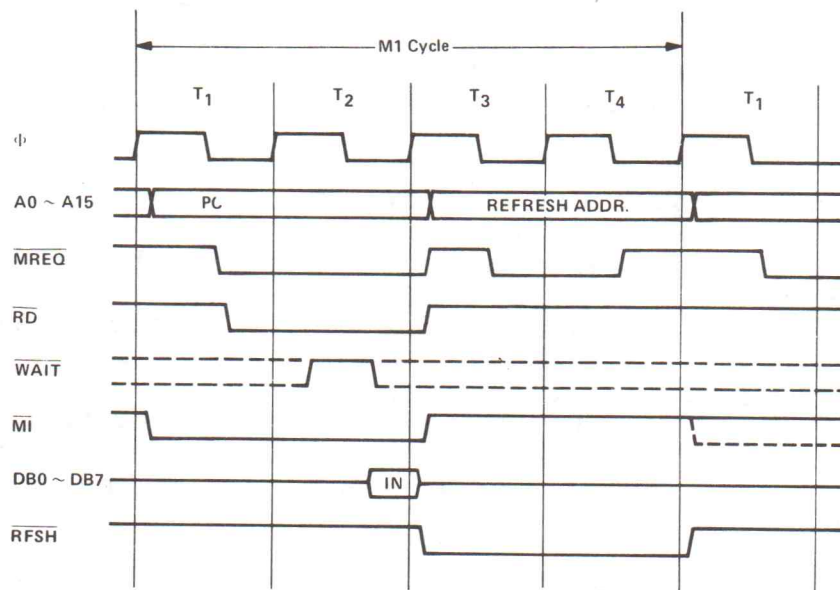 M1 Cycle
T1 T2 T3 T4 T1
Φ
A0 ~ A15 PC REFRESH ADDR.
MREQ
RD
WAIT
MI
DB0 ~ DB7 IN
RFSH